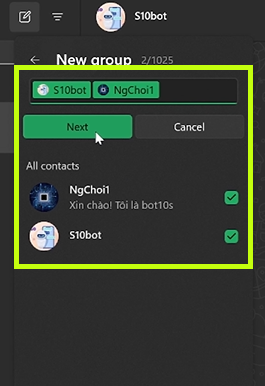 S10bot
New group 2/1025
S10bot NgChoi1
Next Cancel
All contacts
NgChoi1
Xin chào! Tôi là bot10s
S10bot